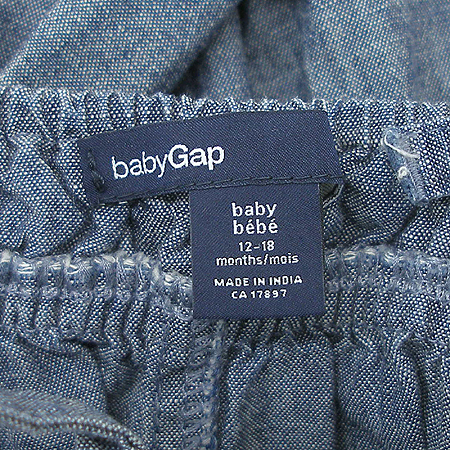 babyGap
baby
bébé
12-18
months/mois
MADE IN INDIA
CA 17897